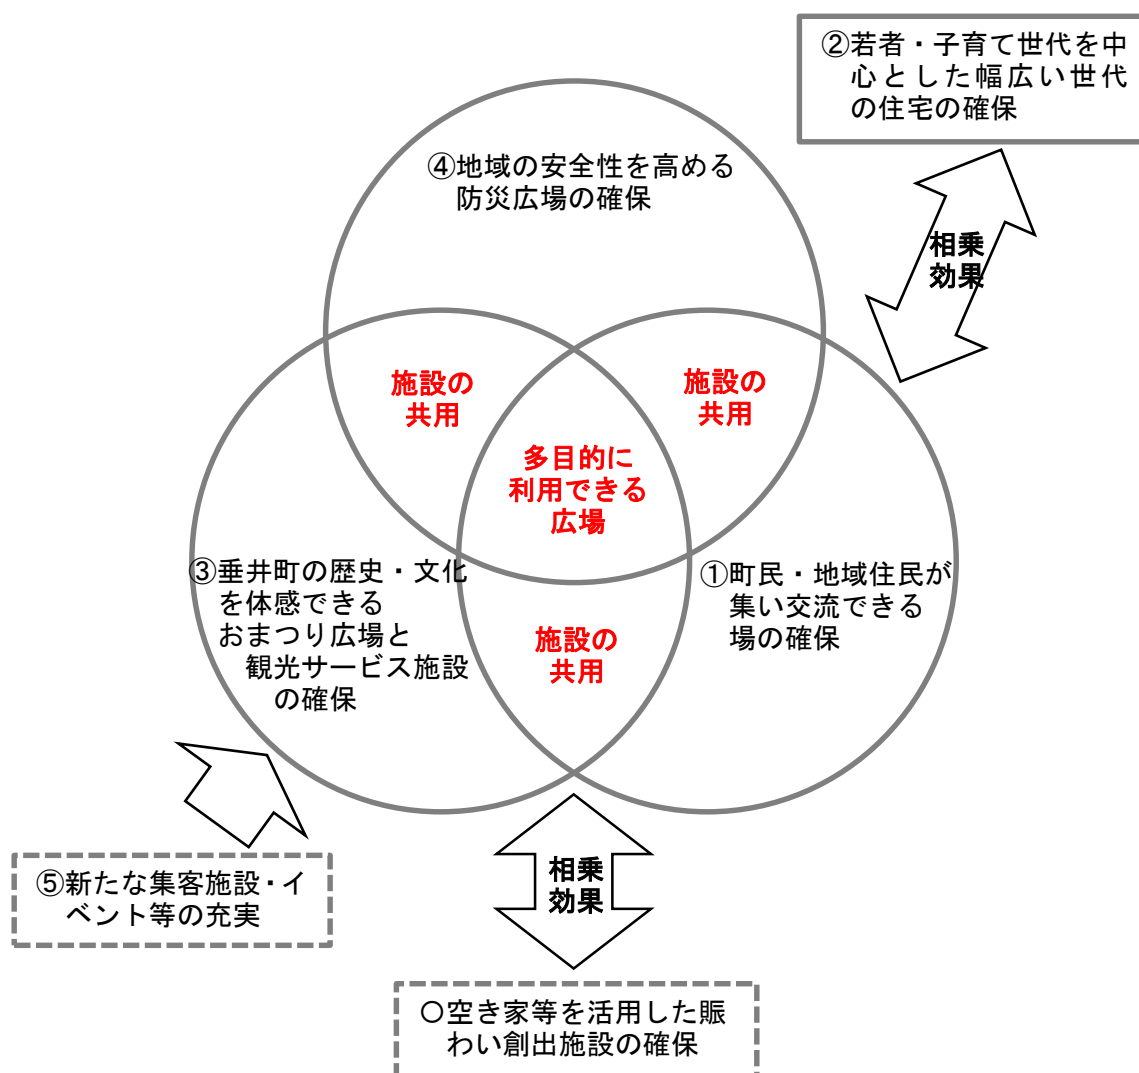 ②若者・子育て世代を中
心とした幅広い世代
の住宅の確保
④地域の安全性を高める
防災広場の確保
相乗
効果
施設の
共用
施設の
共用
多目的に
利用できる
広場
③垂井町の歴史・文化
を体感できる
おまつり広場と
観光サービス施設
の確保
①町民・地域住民が
集い交流できる
場の確保
施設の
共用
⑤新たな集客施設・イ
ベント等の充実
相乗
効果
〇空き家等を活用した賑
わい創出施設の確保